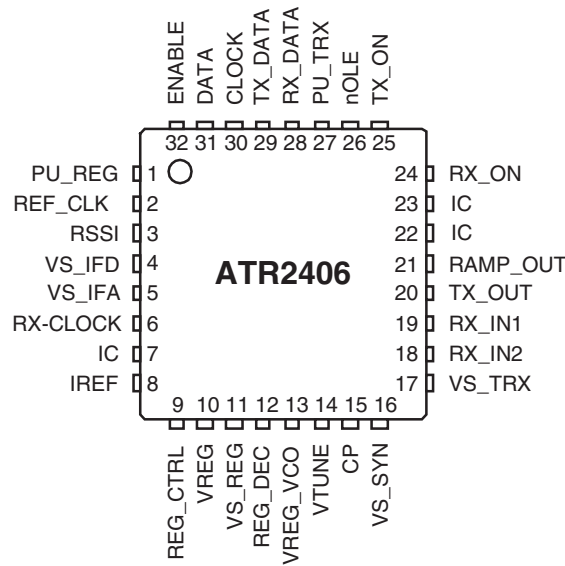 ENABLE
DATA
CLOCK
TX_DATA
RX_DATA
PU_TRX
nOLE
TX_ON
32 31 30 29 28 27 26 25
PU_REG 1
REF_CLK 2
RSSI 3
VS_IFD 4
VS_IFA 5
RX-CLOCK 6
IC 7
IREF 8
ATR2406
24 RX_ON
23 IC
22 IC
21 RAMP_OUT
20 TX_OUT
19 RX_IN1
18 RX_IN2
17 VS_TRX
9 10 11 12 13 14 15 16
REG_CTRL
VREG
VS_REG
REG_DEC
VREG_VCO
VTUNE
CP
VS_SYN